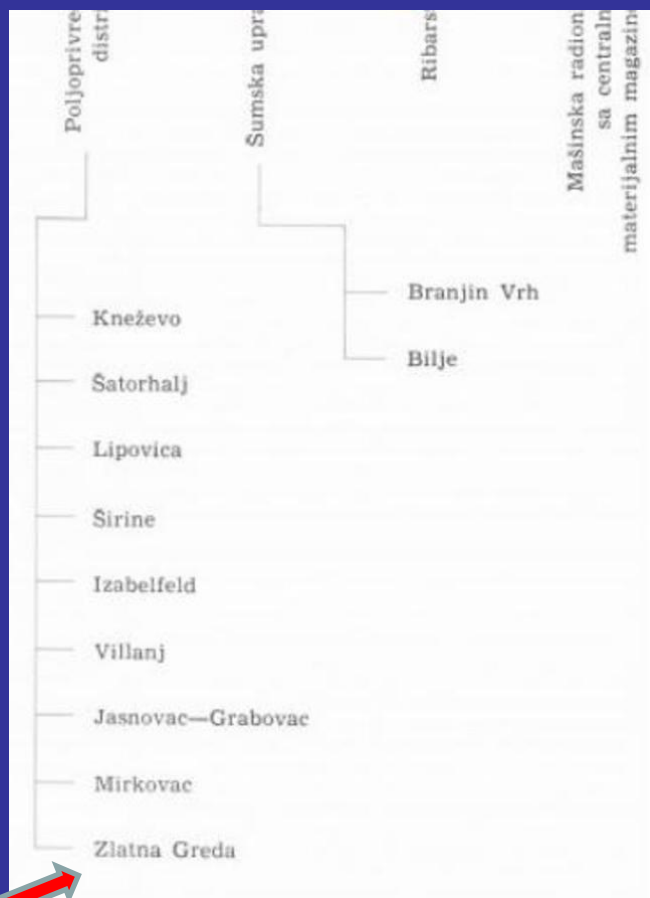 Poljoprivre
distri
Šumska upra
Ribars
Mašinska radion
sa centraln
materijalnim magazin
Kneževo
Šatorhalj
Lipovica
Širine
Izabelfeld
Villanj
Jasnovac—Grabovac
Mirkovac
Zlatna Greda
Branjin Vrh
Bilje